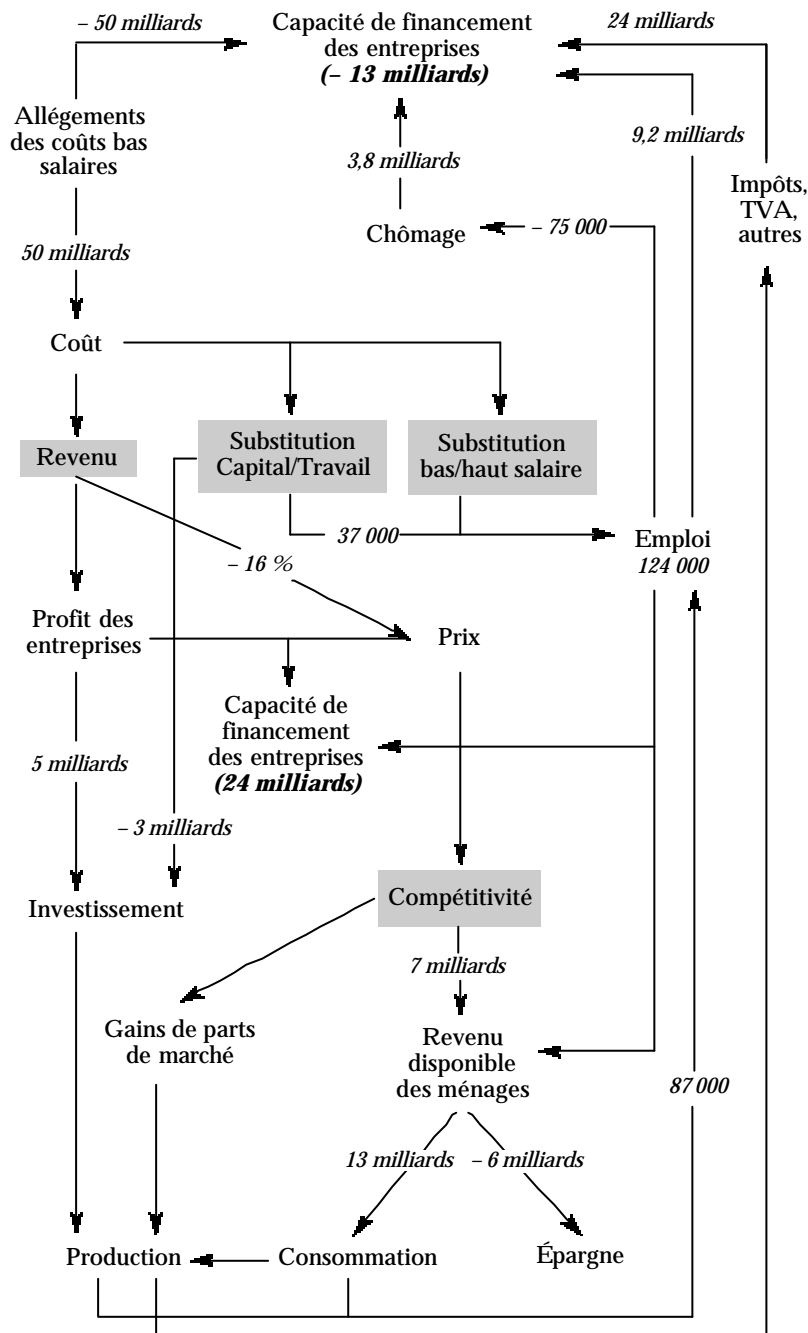 – 50 milliards
Capacité de financement
des entreprises
(– 13 milliards)
24 milliards
Allégements
des coûts bas
salaires
3,8 milliards
9,2 milliards
Impôts,
TVA,
autres
Chômage
– 75 000
50 milliards
Coût
Revenu
Substitution
Capital/Travail
Substitution
bas/haut salaire
37 000
Emploi
124 000
– 16 %
Profit des
entreprises
Prix
Capacité de
financement
des entreprises
(24 milliards)
5 milliards
– 3 milliards
Investissement
Compétitivité
7 milliards
Gains de parts
de marché
Revenu
disponible
des ménages
87 000
13 milliards
– 6 milliards
Production
Consommation
Épargne